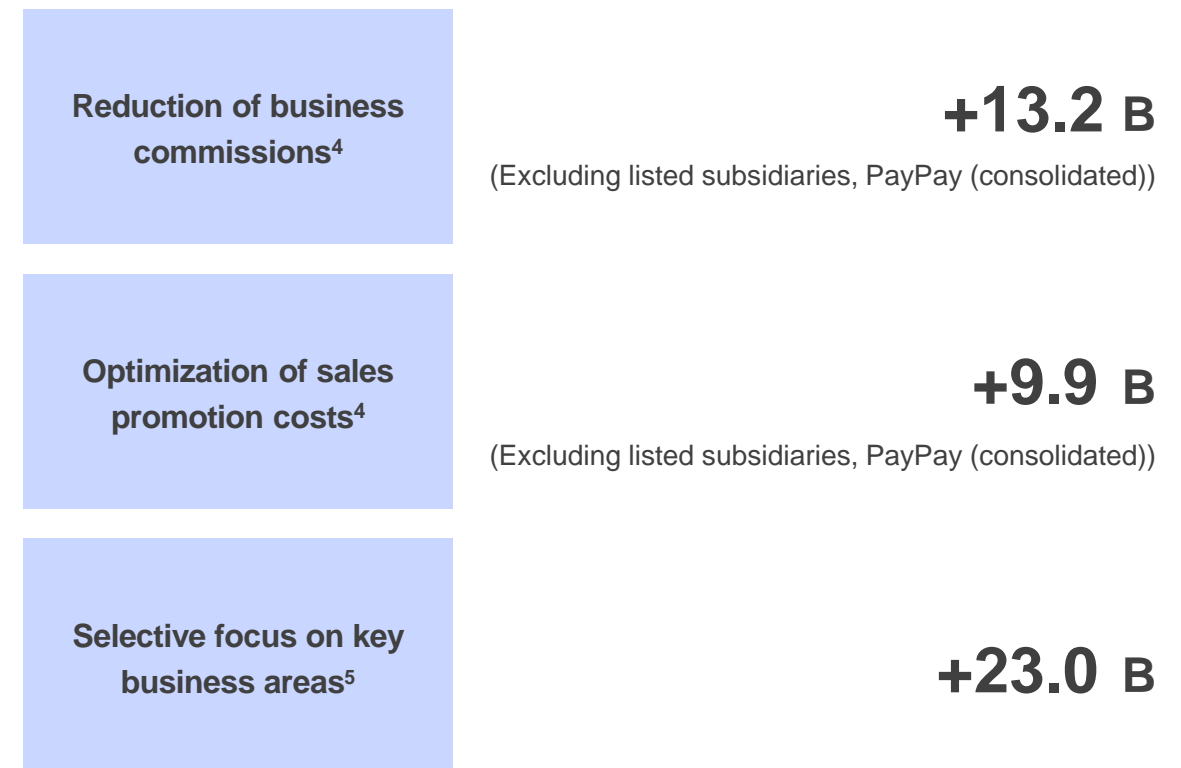 Reduction of business
commissions4
+13.2 B
(Excluding listed subsidiaries, PayPay (consolidated))
Optimization of sales
promotion costs4
+9.9 B
(Excluding listed subsidiaries, PayPay (consolidated))
Selective focus on key
business areas5
+23.0 B